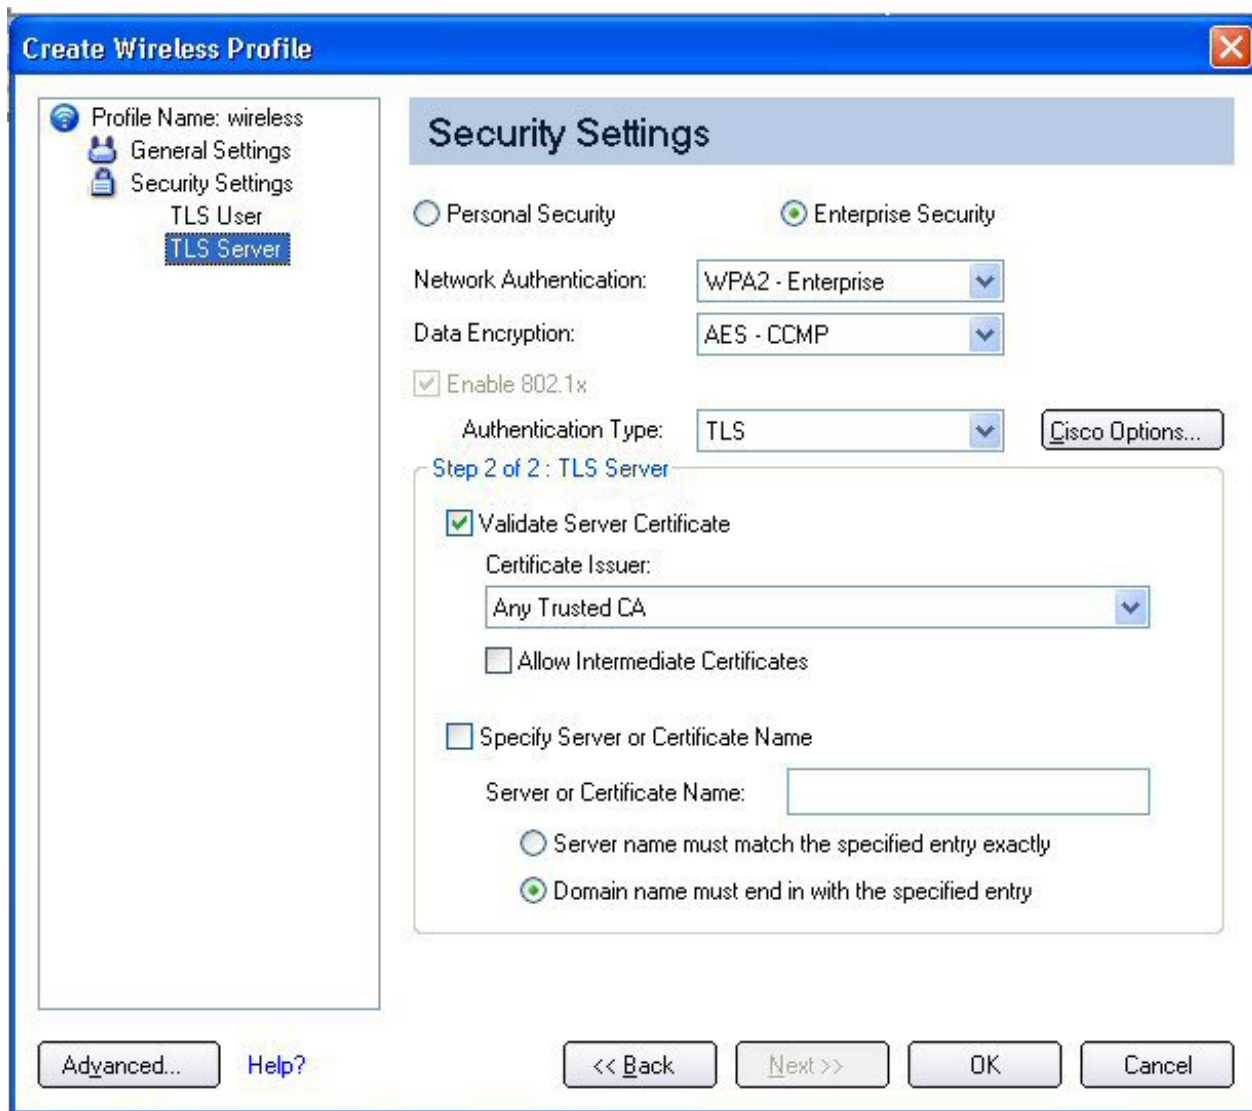 Create Wireless Profile
Profile Name: wireless
General Settings
Security Settings
TLS User
TLS Server
Security Settings
Personal Security
Enterprise Security
Network Authentication:
WPA2 - Enterprise
Data Encryption:
AES - CCMP
Enable 802.1x
Authentication Type:
TLS
Cisco Options...
Step 2 of 2 : TLS Server
Validate Server Certificate
Certificate Issuer:
Any Trusted CA
Allow Intermediate Certificates
Specify Server or Certificate Name
Server or Certificate Name:
Server name must match the specified entry exactly
Domain name must end in with the specified entry
Advanced...
Help?
<< Back
Next >>
OK
Cancel